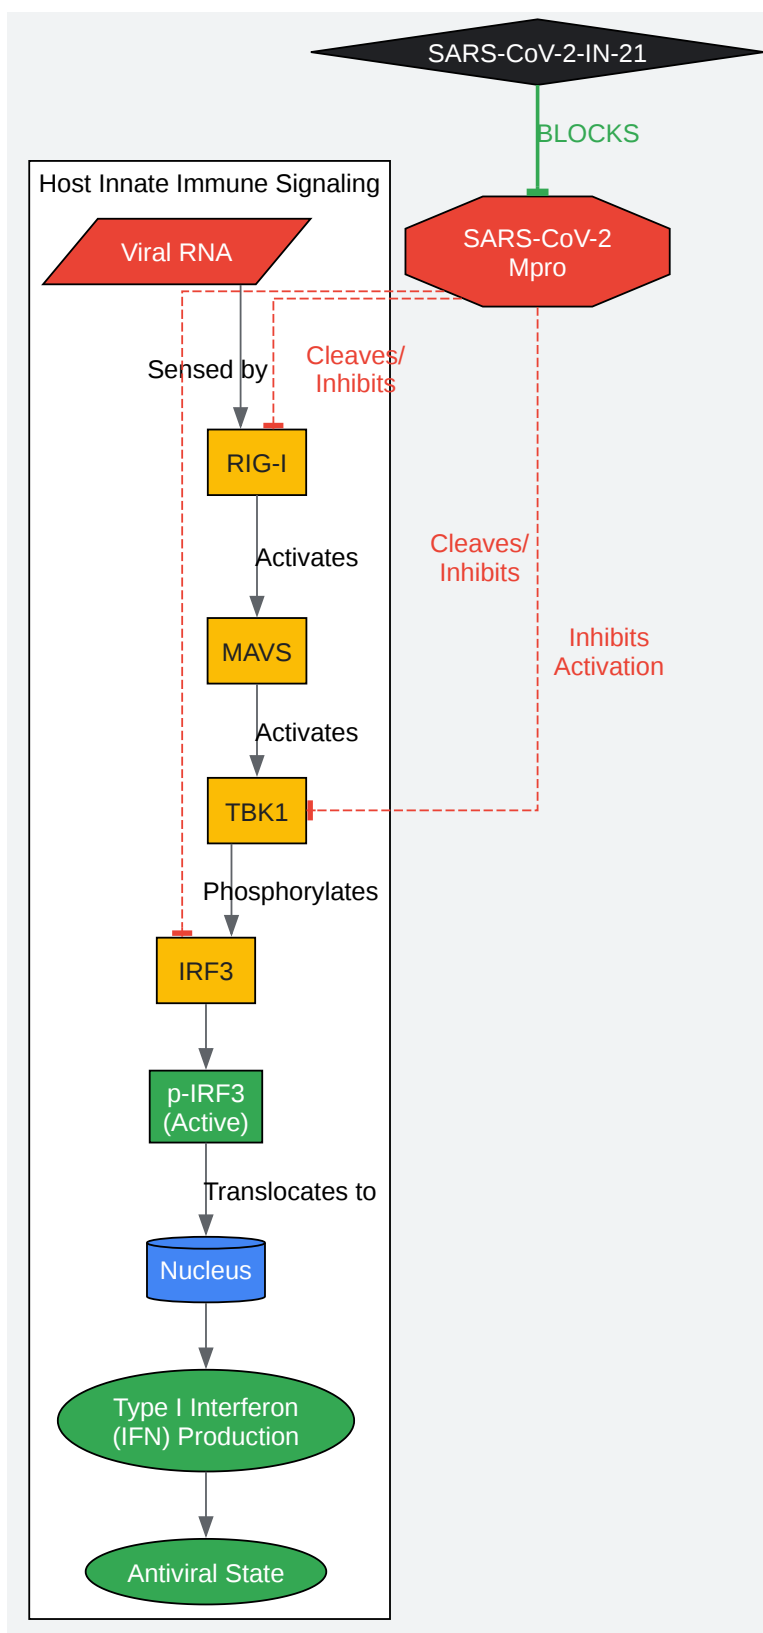 SARS-CoV-2-IN-21
BLOCKS
Host Innate Immune Signaling
Viral RNA
SARS-CoV-2
Mpro
Sensed by
Cleaves/
Inhibits
RIG-I
Activates
Cleaves/
Inhibits
MAVS
Inhibits
Activation
Activates
TBK1
Phosphorylates
IRF3
p-IRF3
(Active)
Translocates to
Nucleus
Type I Interferon
(IFN) Production
Antiviral State